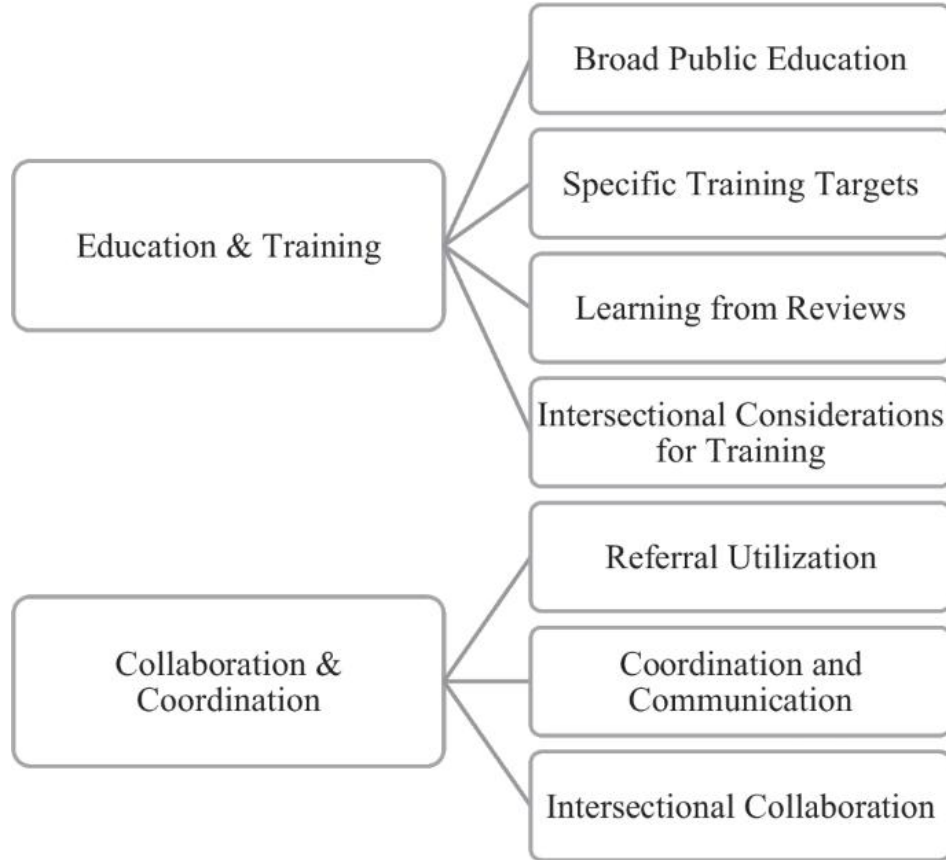 Education & Training
Broad Public Education
Specific Training Targets
Learning from Reviews
Intersectional Considerations
for Training
Collaboration &
Coordination
Referral Utilization
Coordination and
Communication
Intersectional Collaboration